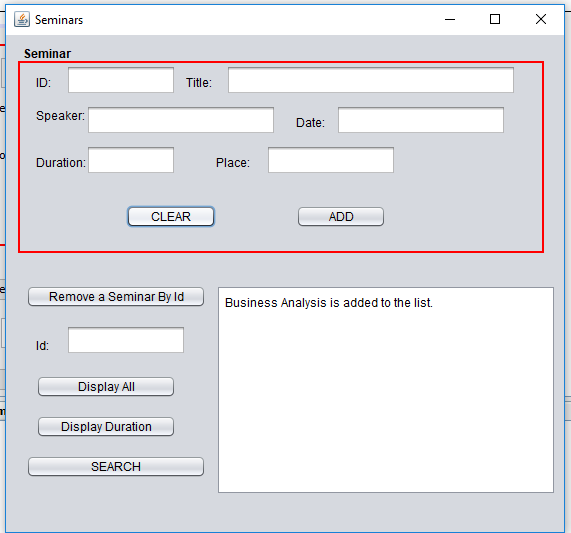 Seminars
Seminar
ID:
Title:
Speaker:
Date:
Duration:
Place:
CLEAR
ADD
Remove a Seminar By Id
Business Analysis is added to the list.
Id:
Display All
Display Duration
SEARCH